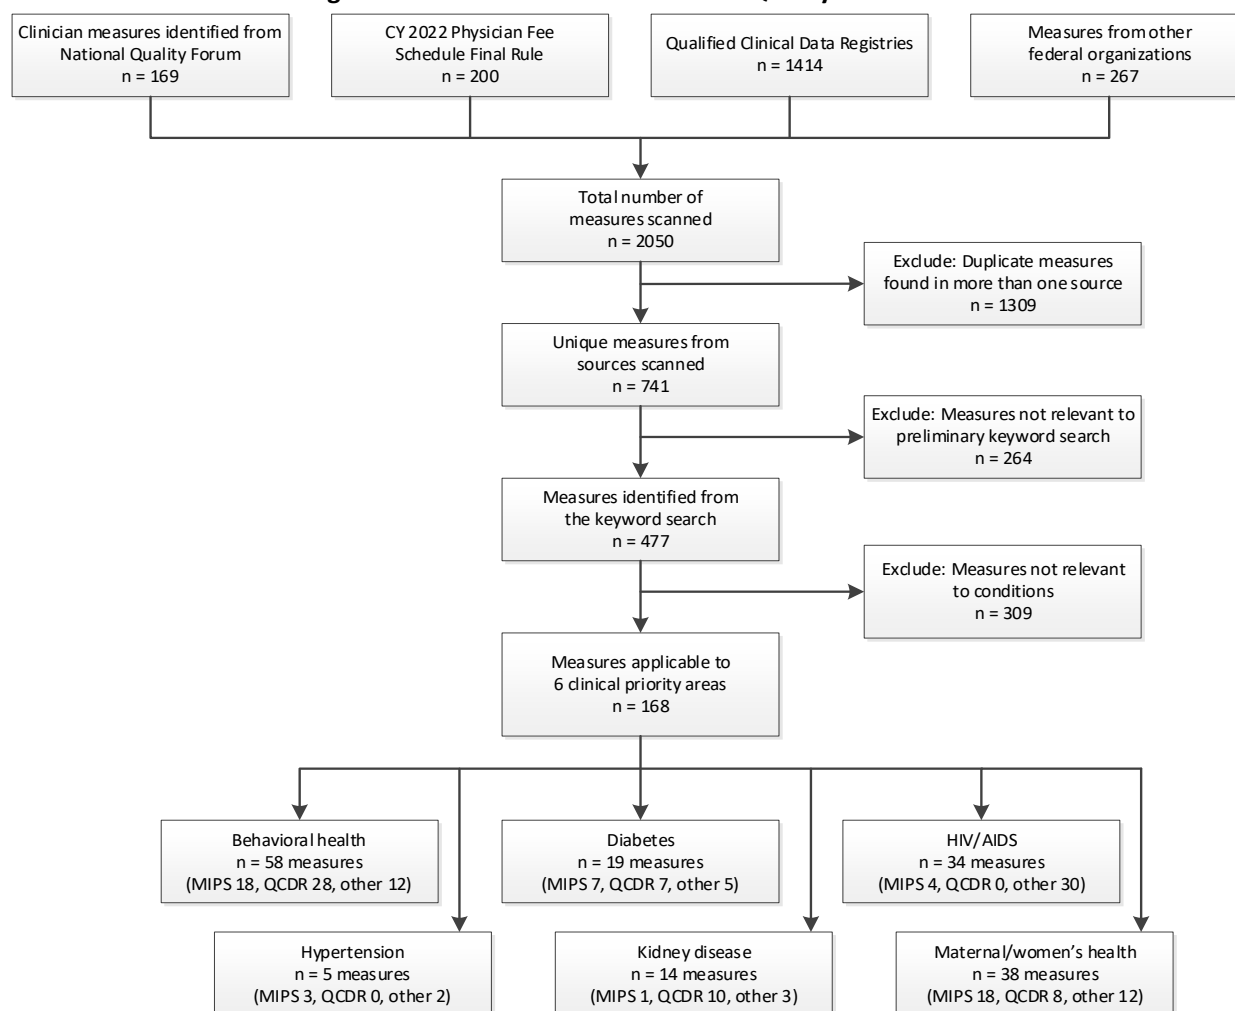 Clinician measures identified from
National Quality Forum
n = 169
CY 2022 Physician Fee
Schedule Final Rule
n = 200
Qualified Clinical Data Registries
n = 1414
Measures from other
federal organizations
n = 267
Total number of
measures scanned
n = 2050
Exclude: Duplicate measures
found in more than one source
n = 1309
Unique measures from
sources scanned
n = 741
Exclude: Measures not relevant to
preliminary keyword search
n = 264
Measures identified from
the keyword search
n = 477
Exclude: Measures not relevant
to conditions
n = 309
Measures applicable to
6 clinical priority areas
n = 168
Behavioral health
n = 58 measures
(MIPS 18, QCDR 28, other 12)
Diabetes
n = 19 measures
(MIPS 7, QCDR 7, other 5)
HIV/AIDS
n = 34 measures
(MIPS 4, QCDR 0, other 30)
Hypertension
n = 5 measures
(MIPS 3, QCDR 0, other 2)
Kidney disease
n = 14 measures
(MIPS 1, QCDR 10, other 3)
Maternal/women's health
n = 38 measures
(MIPS 18, QCDR 8, other 12)